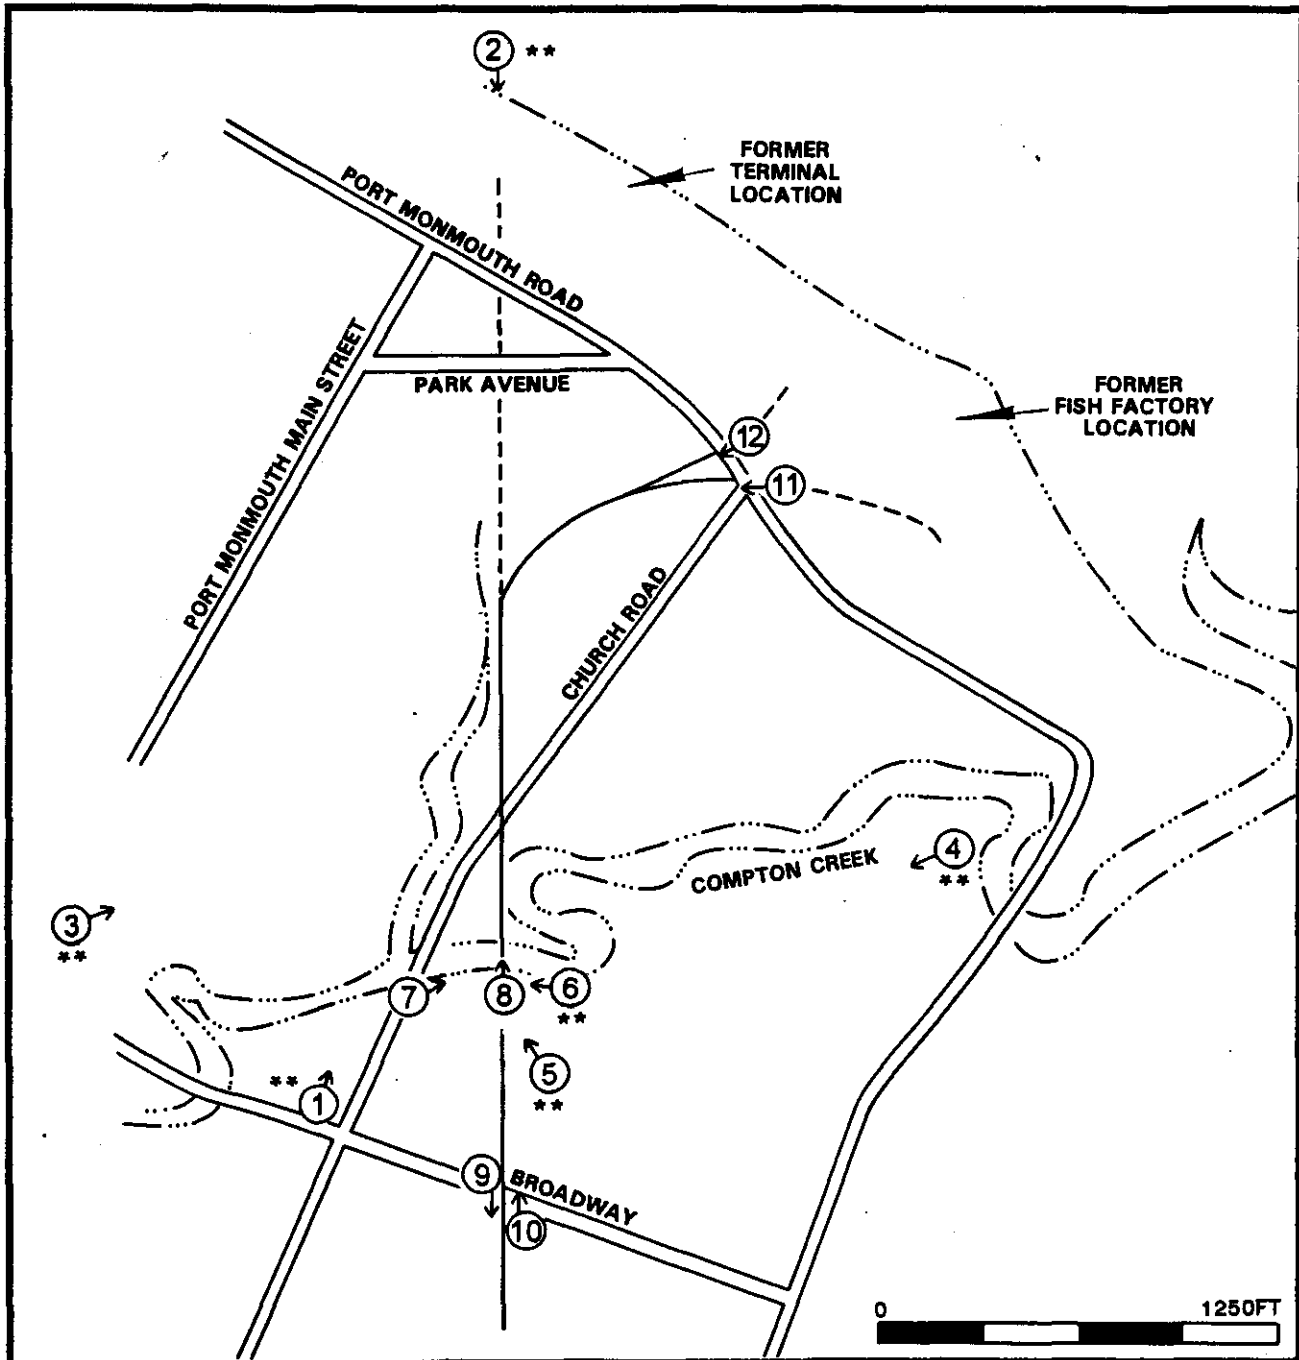 2 **
FORMER
TERMINAL
LOCATION
PORT MONMOUTH ROAD
PORT MONMOUTH MAIN STREET
PARK AVENUE
FORMER
FISH FACTORY
LOCATION
12
11
CHURCH ROAD
COMPTON CREEK
4
**
3
**
7
8
6
**
5
**
** 1
9
BROADWAY
10
0 1250FT